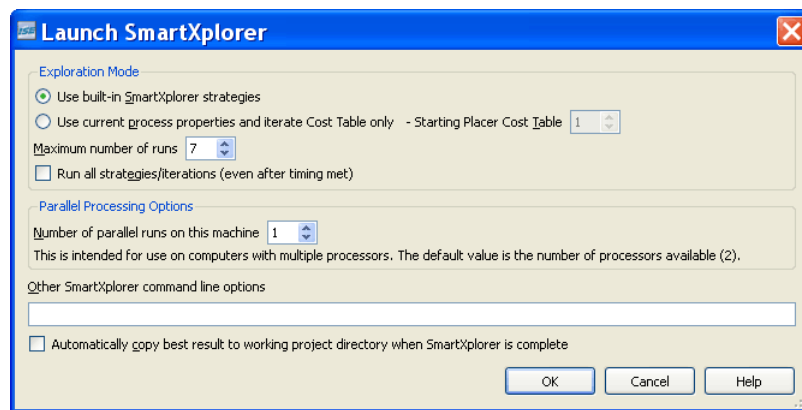 ISE Launch SmartXplorer
Exploration Mode
Use built-in SmartXplorer strategies
Use current process properties and iterate Cost Table only - Starting Placer Cost Table 1
Maximum number of runs 7
Run all strategies/iterations (even after timing met)
Parallel Processing Options
Number of parallel runs on this machine 1
This is intended for use on computers with multiple processors. The default value is the number of processors available (2).
Other SmartXplorer command line options
Automatically copy best result to working project directory when SmartXplorer is complete
OK Cancel Help